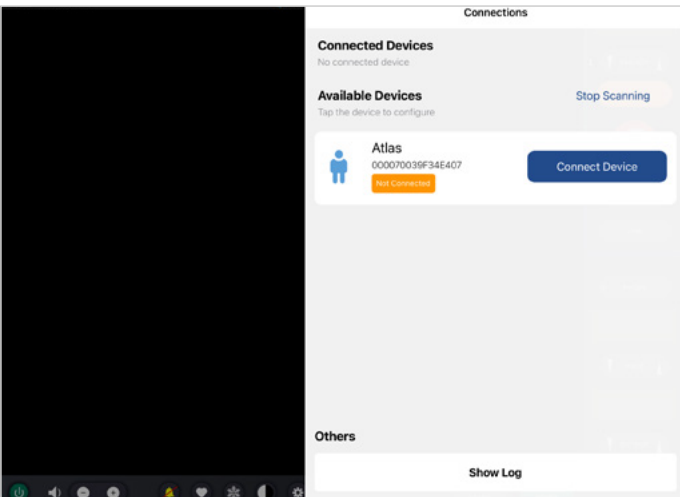 Connections
Connected Devices
No connected device
Available Devices
Stop Scanning
Tap the device to configure
Atlas
000070039F34E407
Not Connected
Connect Device
Others
Show Log